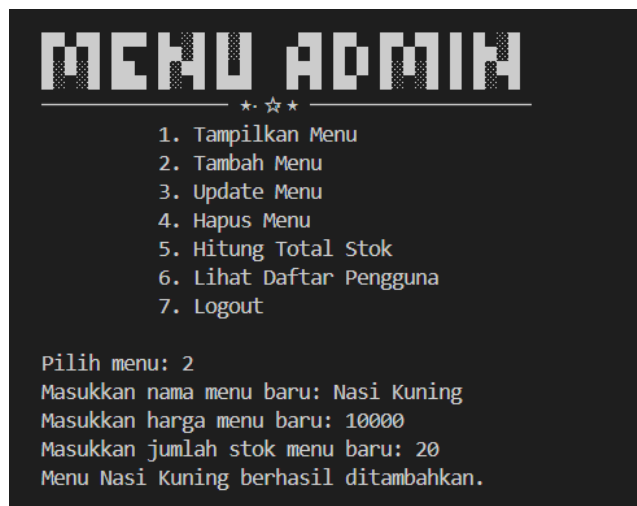 MENU ADMIN
1. Tampilkan Menu
2. Tambah Menu
3. Update Menu
4. Hapus Menu
5. Hitung Total Stok
6. Lihat Daftar Pengguna
7. Logout
Pilih menu: 2
Masukkan nama menu baru: Nasi Kuning
Masukkan harga menu baru: 10000
Masukkan jumlah stok menu baru: 20
Menu Nasi Kuning berhasil ditambahkan.